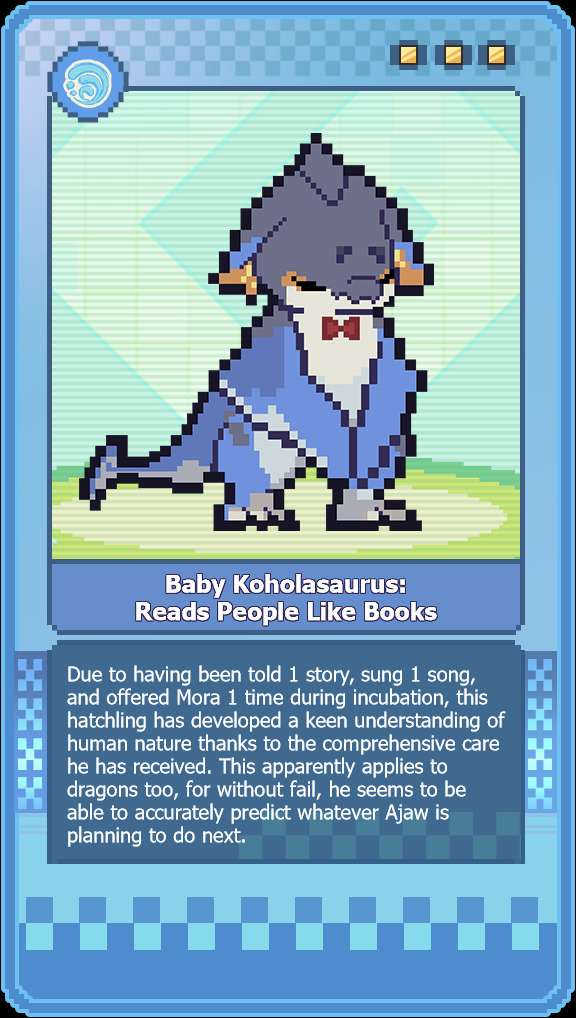 Baby Koholasaurus:
Reads People Like Books
Due to having been told 1 story, sung 1 song,
and offered Mora 1 time during incubation, this
hatchling has developed a keen understanding of
human nature thanks to the comprehensive care
he has received. This apparently applies to
dragons too, for without fail, he seems to be
able to accurately predict whatever Ajaw is
planning to do next.